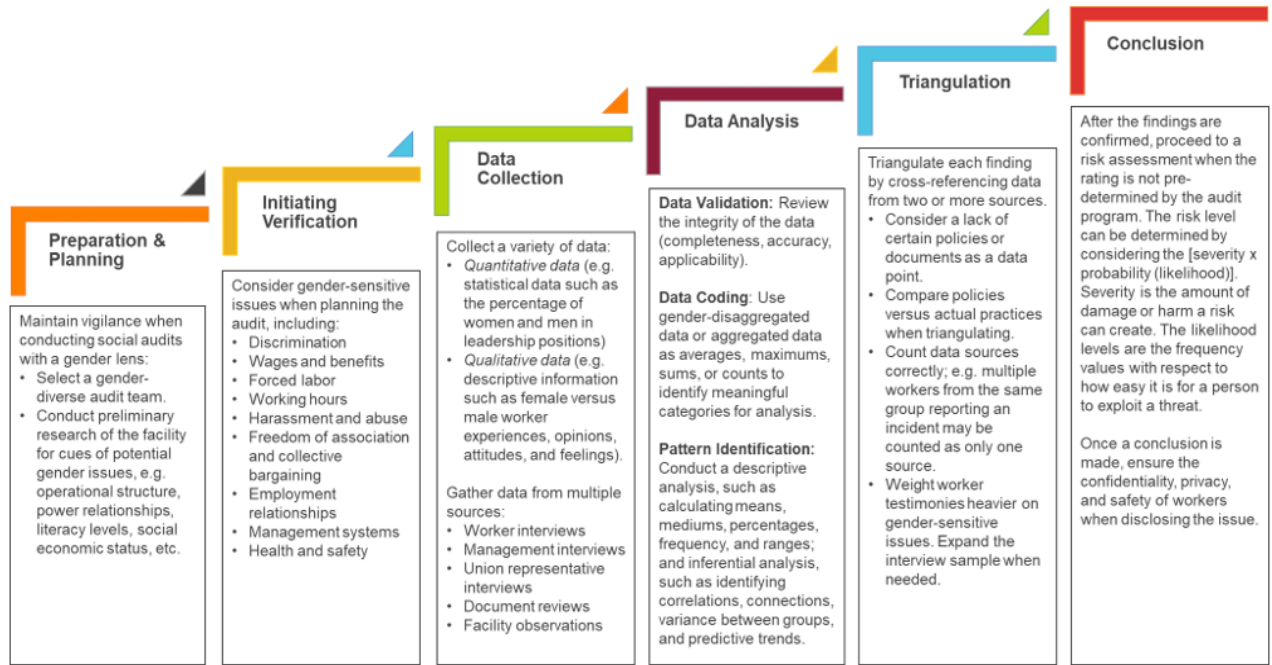 Preparation &
Planning
Maintain vigilance when
conducting social audits
with a gender lens:
• Select a gender-
diverse audit team.
• Conduct preliminary
research of the facility
for cues of potential
gender issues, e.g.
operational structure,
power relationships,
literacy levels, social
economic status, etc.
Initiating
Verification
Consider gender-sensitive
issues when planning the
audit, including:
• Discrimination
• Wages and benefits
• Forced labor
• Working hours
• Harassment and abuse
• Freedom of association
and collective
bargaining
• Employment
relationships
• Management systems
• Health and safety
Data
Collection
Collect a variety of data:
• Quantitative data (e.g.
statistical data such as
the percentage of
women and men in
leadership positions)
• Qualitative data (e.g.
descriptive information
such as female versus
male worker
experiences, opinions,
attitudes, and feelings).
Gather data from multiple
sources:
• Worker interviews
• Management interviews
• Union representative
interviews
• Document reviews
• Facility observations
Data Analysis
Data Validation: Review
the integrity of the data
(completeness, accuracy,
applicability).
Data Coding: Use
gender-disaggregated
data or aggregated data
as averages, maximums,
sums, or counts to
identify meaningful
categories for analysis.
Pattern Identification:
Conduct a descriptive
analysis, such as
calculating means,
mediums, percentages,
frequency, and ranges;
and inferential analysis,
such as identifying
correlations, connections,
variance between groups,
and predictive trends.
Triangulation
Triangulate each finding
by cross-referencing data
from two or more sources.
• Consider a lack of
certain policies or
documents as a data
point.
• Compare policies
versus actual practices
when triangulating.
• Count data sources
correctly; e.g. multiple
workers from the same
group reporting an
incident may be
counted as only one
source.
• Weight worker
testimonies heavier on
gender-sensitive
issues. Expand the
interview sample when
needed.
Conclusion
After the findings are
confirmed, proceed to a
risk assessment when the
rating is not pre-
determined by the audit
program. The risk level
can be determined by
considering the [severity x
probability (likelihood)].
Severity is the amount of
damage or harm a risk
can create. The likelihood
levels are the frequency
values with respect to
how easy it is for a person
to exploit a threat.
Once a conclusion is
made, ensure the
confidentiality, privacy,
and safety of workers
when disclosing the issue.